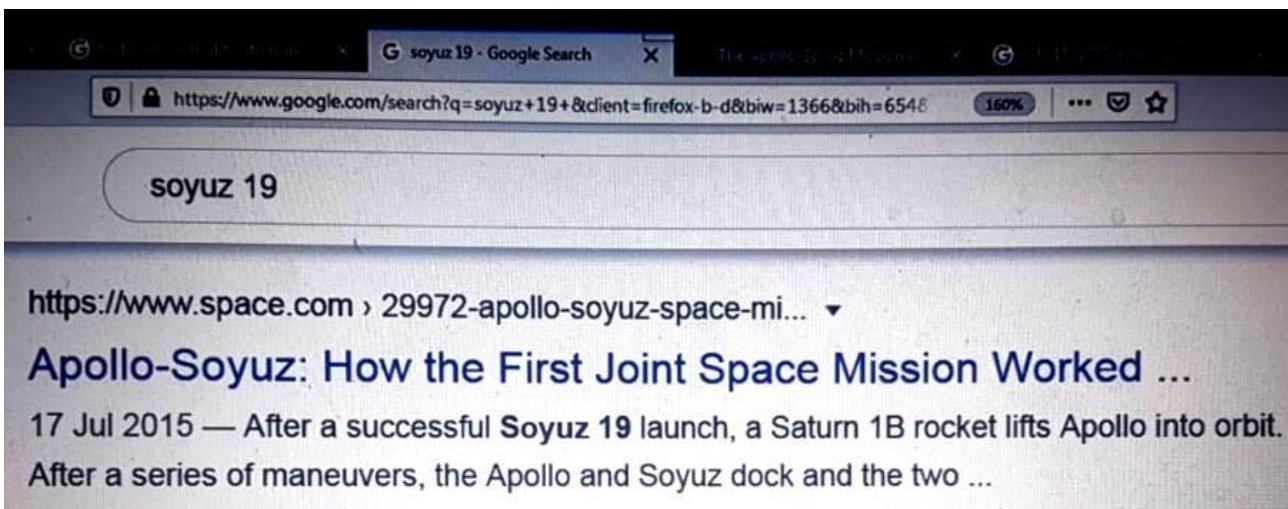 soyuz 19 - Google Search
https://www.google.com/search?q=soyuz+19+&client=firefox-b-d&biw=1366&bih=6548
160%
soyuz 19
https://www.space.com › 29972-apollo-soyuz-space-mi...
Apollo-Soyuz: How the First Joint Space Mission Worked ...
17 Jul 2015 — After a successful Soyuz 19 launch, a Saturn 1B rocket lifts Apollo into orbit.
After a series of maneuvers, the Apollo and Soyuz dock and the two ...